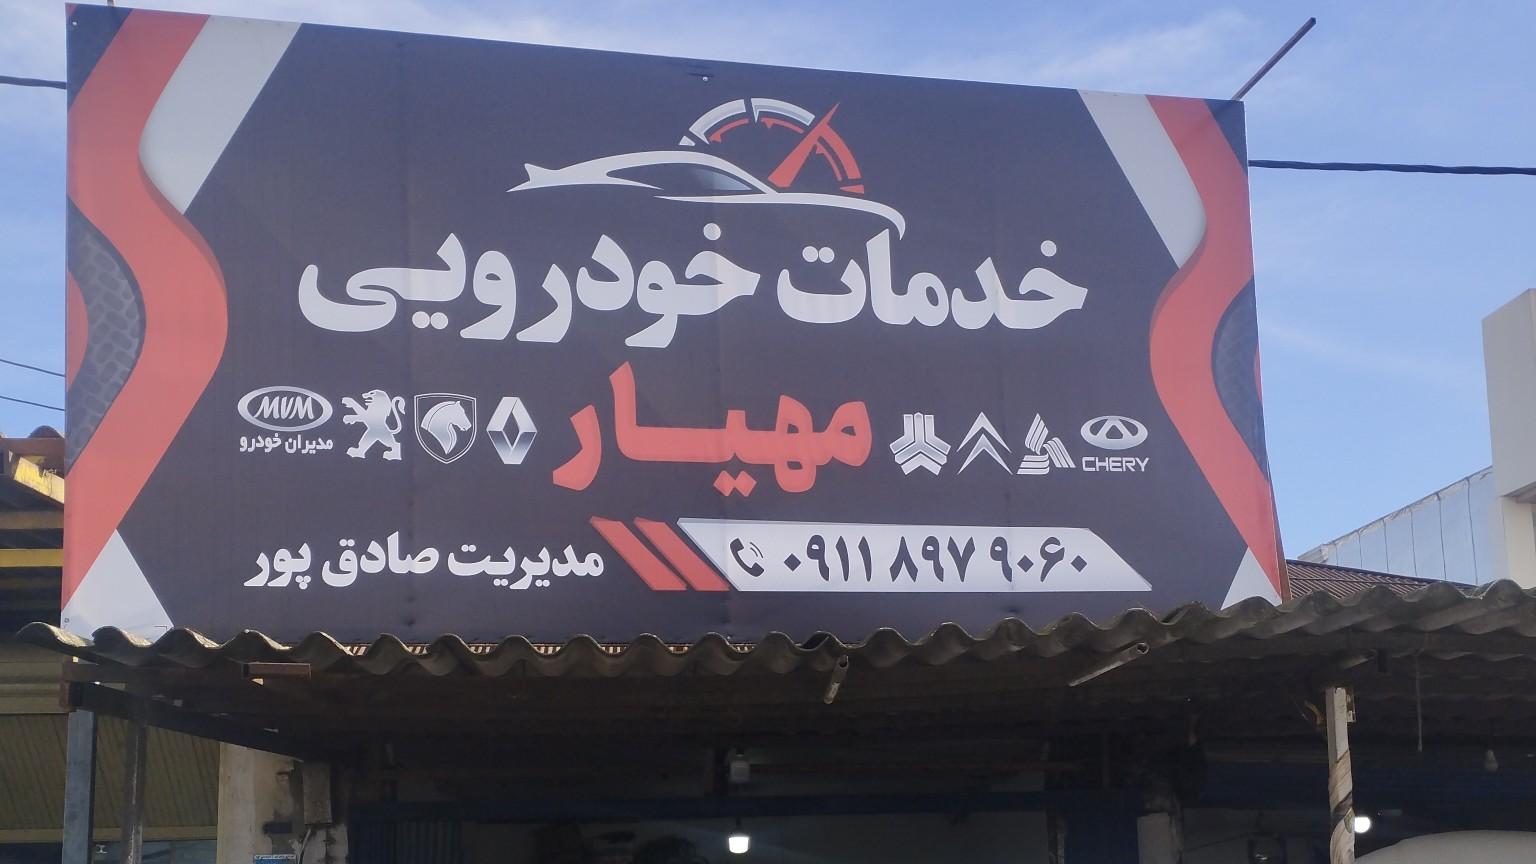 خدمات خودرویی
مهیار
MVM
مدیران خودرو
CHERY
مدیریت صادق پور
۰۹۱۱ ۸۹۷ ۹۰۶۰